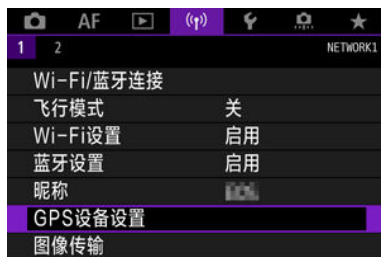 AF
1 2 NETWORK1
Wi-Fi/蓝牙连接
飞行模式 关
Wi-Fi设置 启用
蓝牙设置 启用
昵称
GPS设备设置
图像传输